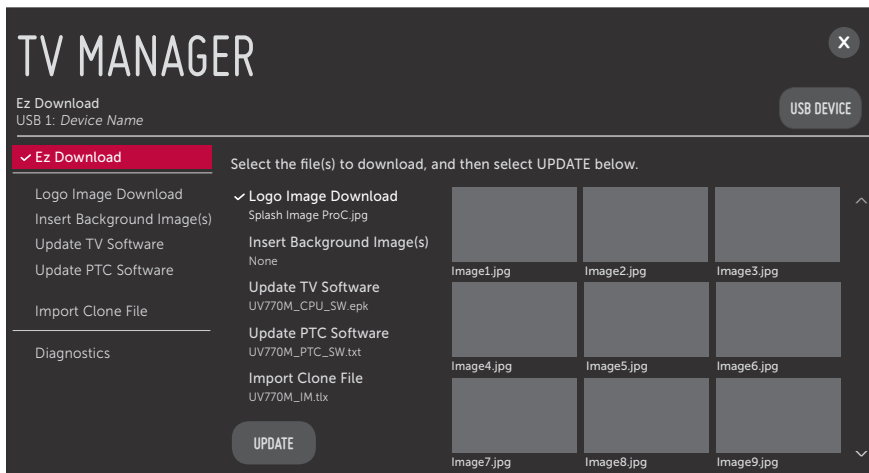 TV MANAGER
X
Ez Download
USB 1: Device Name
USB DEVICE
Ez Download
Logo Image Download
Insert Background Image(s)
Update TV Software
Update PTC Software
Import Clone File
Diagnostics
Select the file(s) to download, and then select UPDATE below.
Logo Image Download
Splash Image ProC.jpg
Insert Background Image(s)
None
Update TV Software
UV770M_CPU_SW.epk
Update PTC Software
UV770M_PTC_SW.txt
Import Clone File
UV770M_IM.tlx
UPDATE
Image1.jpg
Image2.jpg
Image3.jpg
Image4.jpg
Image5.jpg
Image6.jpg
Image7.jpg
Image8.jpg
Image9.jpg